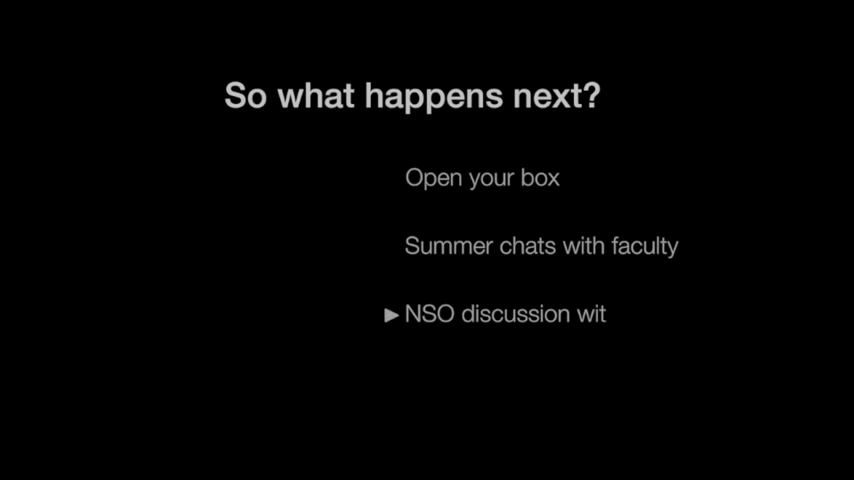 So what happens next?
Open your box
Summer chats with faculty
▶NSO discussion wit